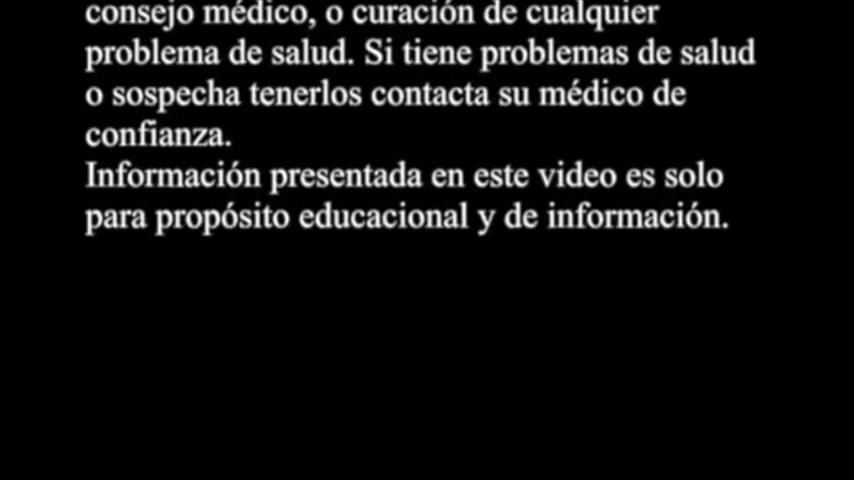 consejo médico, o curación de cualquier
problema de salud. Si tiene problemas de salud
o sospecha tenerlos contacta su médico de
confianza.
Información presentada en este video es solo
para propósito educacional y de información.